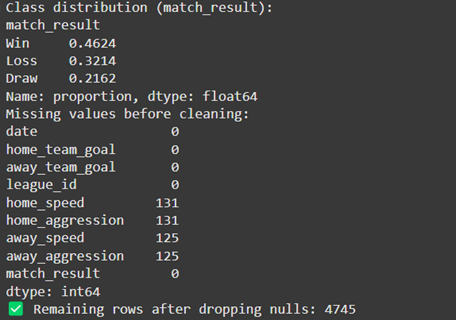 Class distribution (match_result):
match_result
Win     0.4624
Loss    0.3214
Draw    0.2162
Name: proportion, dtype: float64
Missing values before cleaning:
date                 0
home_team_goal       0
away_team_goal       0
league_id            0
home_speed         131
home_aggression    131
away_speed         125
away_aggression    125
match_result         0
dtype: int64
✅ Remaining rows after dropping nulls: 4745